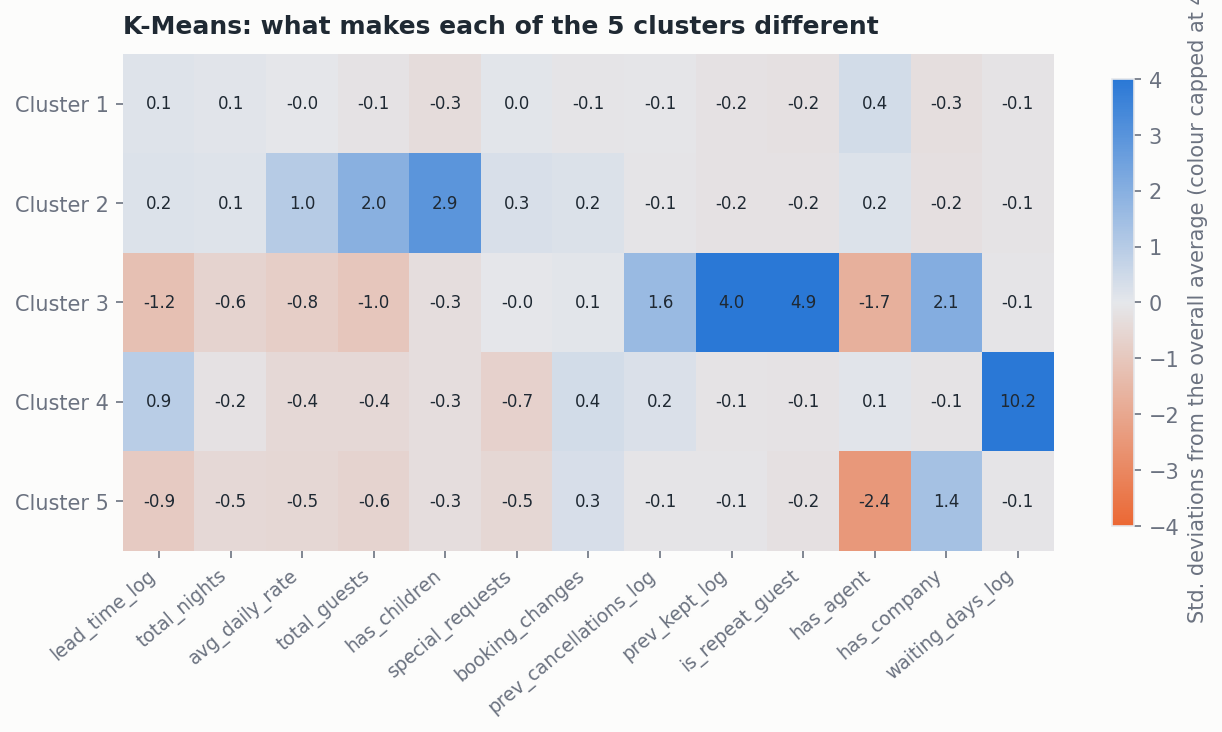 K-Means: what makes each of the 5 clusters different
Cluster 1 0.1 0.1 -0.0 -0.1 -0.3 0.0 -0.1 -0.1 -0.2 -0.2 0.4 -0.3 -0.1
Cluster 2 0.2 0.1 1.0 2.0 2.9 0.3 0.2 -0.1 -0.2 -0.2 0.2 -0.2 -0.1
Cluster 3 -1.2 -0.6 -0.8 -1.0 -0.3 -0.0 0.1 1.6 4.0 4.9 -1.7 2.1 -0.1
Cluster 4 0.9 -0.2 -0.4 -0.4 -0.3 -0.7 0.4 0.2 -0.1 -0.1 0.1 -0.1 10.2
Cluster 5 -0.9 -0.5 -0.5 -0.6 -0.3 -0.5 0.3 -0.1 -0.1 -0.2 -2.4 1.4 -0.1
lead_time_log
total_nights
avg_daily_rate
total_guests
has_children
special_requests
booking_changes
prev_cancellations_log
prev_kept_log
is_repeat_guest
has_agent
has_company
waiting_days_log
4
3
2
1
0
−1
−2
−3
−4
Std. deviations from the overall average (colour capped at